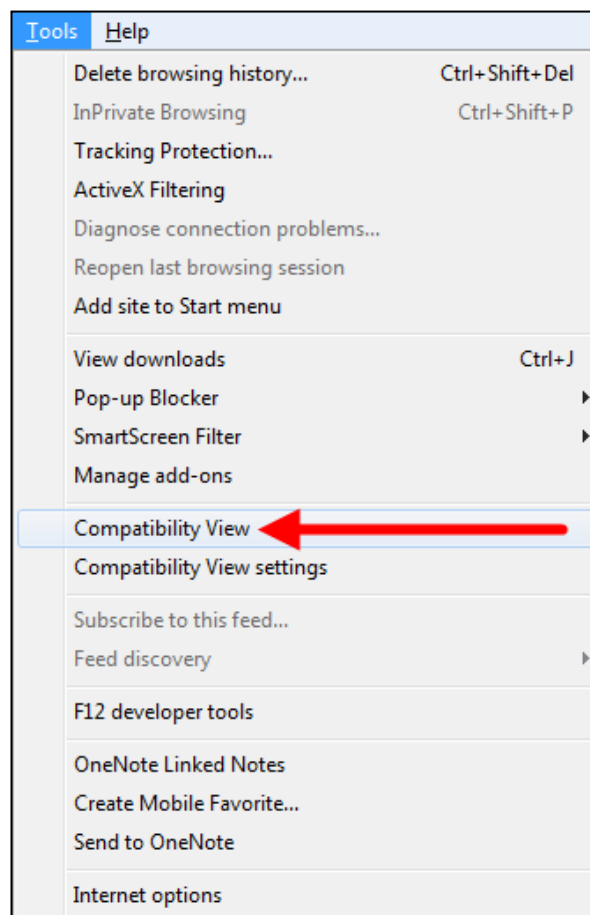 Tools Help
Delete browsing history... Ctrl+Shift+Del
InPrivate Browsing Ctrl+Shift+P
Tracking Protection...
ActiveX Filtering
Diagnose connection problems...
Reopen last browsing session
Add site to Start menu
View downloads Ctrl+J
Pop-up Blocker
SmartScreen Filter
Manage add-ons
Compatibility View
Compatibility View settings
Subscribe to this feed...
Feed discovery
F12 developer tools
OneNote Linked Notes
Create Mobile Favorite...
Send to OneNote
Internet options